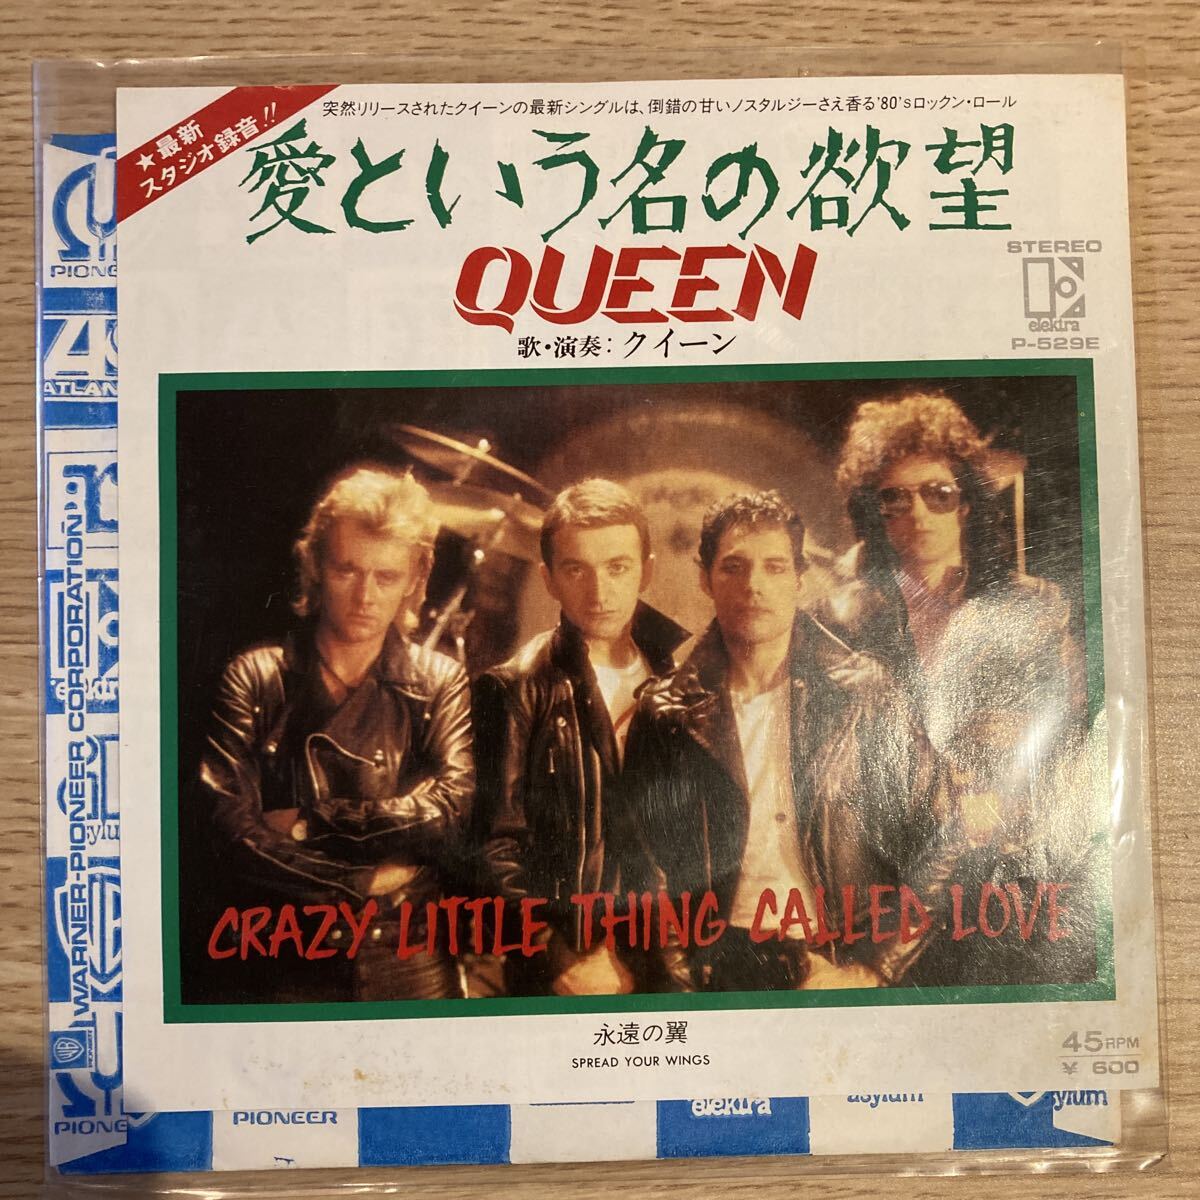 ★最新
スタジオ録音!!
突然リリースされたクイーンの最新シングルは、倒錯の甘いノスタルジーさえ香る'80'sロックン・ロール
愛という名の欲望
QUEEN
歌・演奏：クイーン
STEREO
elektra
P-529E
CRAZY LITTLE THING CALLED LOVE
永遠の翼
SPREAD YOUR WINGS
45RPM
¥600
WARNER-PIONEER CORPORATION
PIONEER
elektra
asylum